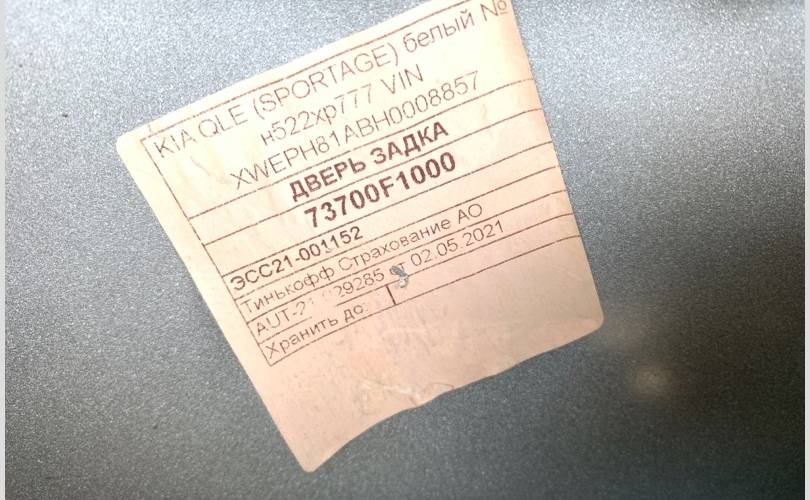 KIA QLE (SPORTAGE) белый №
н522хр777 VIN
XWEPH81ABH0008857
ДВЕРЬ ЗАДКА
73700F1000
ЭСС21-001152
Тинькофф Страхование АО
от 02.05.2021
Хранить до: